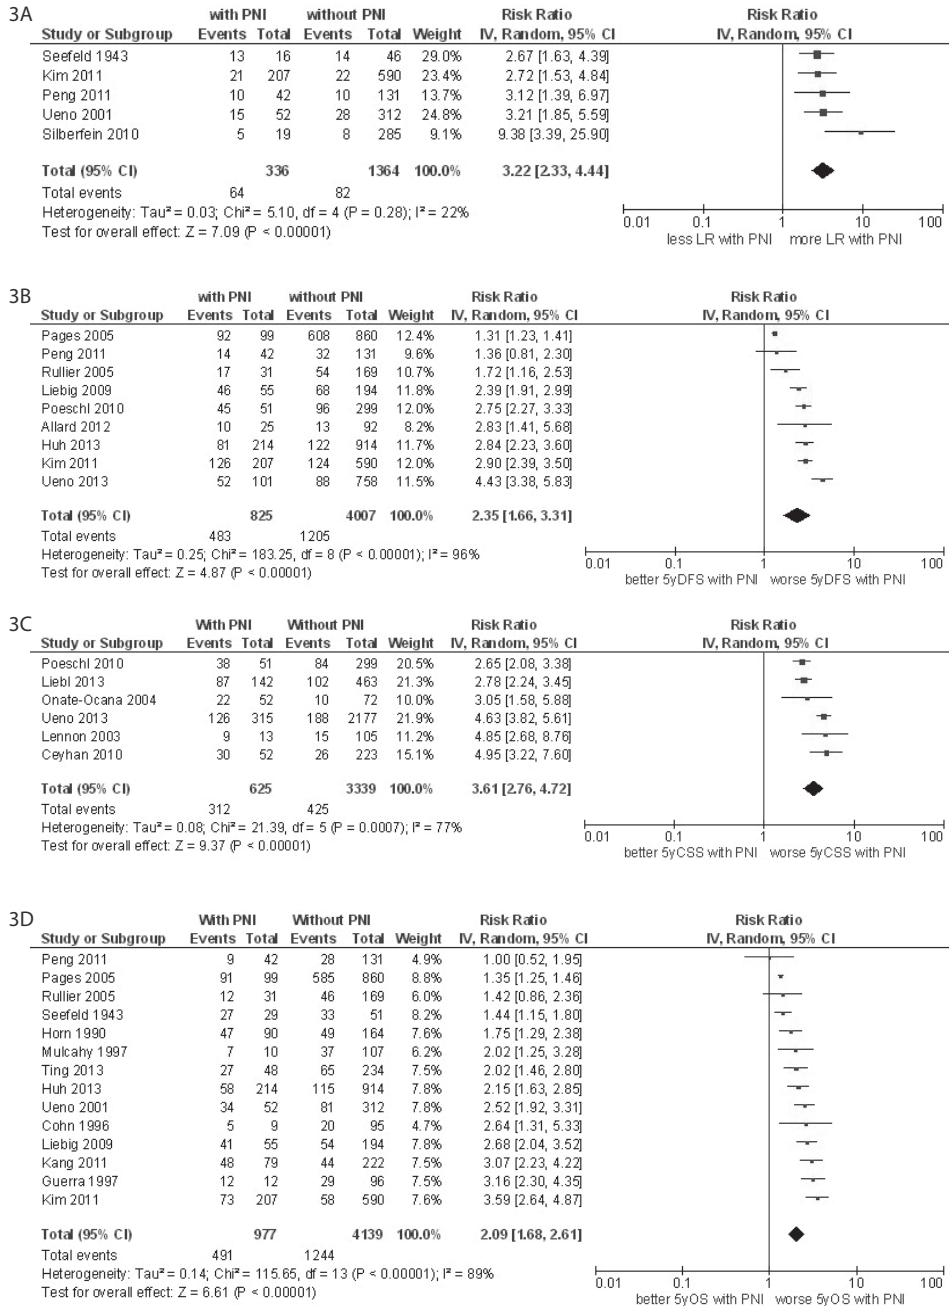 3A
with PNI without PNI Risk Ratio Risk Ratio
Study or Subgroup Events Total Events Total Weight IV, Random, 95% CI IV, Random, 95% CI
Seefeld 1943 13 16 14 46 29.0% 2.67 [1.63, 4.39]
Kim 2011 21 207 22 590 23.4% 2.72 [1.53, 4.84]
Peng 2011 10 42 10 131 13.7% 3.12 [1.39, 6.97]
Ueno 2001 15 52 28 312 24.8% 3.21 [1.85, 5.59]
Silberfein 2010 5 19 8 285 9.1% 9.38 [3.39, 25.90]
Total (95% CI) 336 1364 100.0% 3.22 [2.33, 4.44]
Total events 64 82
Heterogeneity: Tau² = 0.03; Chi² = 5.10, df = 4 (P = 0.28); I² = 22%
Test for overall effect: Z = 7.09 (P < 0.00001)
0.01 0.1 1 10 100
less LR with PNI more LR with PNI
3B
with PNI without PNI Risk Ratio Risk Ratio
Study or Subgroup Events Total Events Total Weight IV, Random, 95% CI IV, Random, 95% CI
Pages 2005 92 99 608 860 12.4% 1.31 [1.23, 1.41]
Peng 2011 14 42 32 131 9.6% 1.36 [0.81, 2.30]
Rullier 2005 17 31 54 169 10.7% 1.72 [1.16, 2.53]
Liebig 2009 46 55 68 194 11.8% 2.39 [1.91, 2.99]
Poeschl 2010 45 51 96 299 12.0% 2.75 [2.27, 3.33]
Allard 2012 10 25 13 92 8.2% 2.83 [1.41, 5.68]
Huh 2013 81 214 122 914 11.7% 2.84 [2.23, 3.60]
Kim 2011 126 207 124 590 12.0% 2.90 [2.39, 3.50]
Ueno 2013 52 101 88 758 11.5% 4.43 [3.38, 5.83]
Total (95% CI) 825 4007 100.0% 2.35 [1.66, 3.31]
Total events 483 1205
Heterogeneity: Tau² = 0.25; Chi² = 183.25, df = 8 (P < 0.00001); I² = 96%
Test for overall effect: Z = 4.87 (P < 0.00001)
0.01 0.1 1 10 100
better 5yDFS with PNI worse 5yDFS with PNI
3C
With PNI Without PNI Risk Ratio Risk Ratio
Study or Subgroup Events Total Events Total Weight IV, Random, 95% CI IV, Random, 95% CI
Poeschl 2010 38 51 84 299 20.5% 2.65 [2.08, 3.38]
Liebl 2013 87 142 102 463 21.3% 2.78 [2.24, 3.45]
Onate-Ocana 2004 22 52 10 72 10.0% 3.05 [1.58, 5.88]
Ueno 2013 126 315 188 2177 21.9% 4.63 [3.82, 5.61]
Lennon 2003 9 13 15 105 11.2% 4.85 [2.68, 8.76]
Ceyhan 2010 30 52 26 223 15.1% 4.95 [3.22, 7.60]
Total (95% CI) 625 3339 100.0% 3.61 [2.76, 4.72]
Total events 312 425
Heterogeneity: Tau² = 0.08; Chi² = 21.39, df = 5 (P = 0.0007); I² = 77%
Test for overall effect: Z = 9.37 (P < 0.00001)
0.01 0.1 1 10 100
better 5yCSS with PNI worse 5yCSS with PNI
3D
With PNI Without PNI Risk Ratio Risk Ratio
Study or Subgroup Events Total Events Total Weight IV, Random, 95% CI IV, Random, 95% CI
Peng 2011 9 42 28 131 4.9% 1.00 [0.52, 1.95]
Pages 2005 91 99 585 860 8.8% 1.35 [1.25, 1.46]
Rullier 2005 12 31 46 169 6.0% 1.42 [0.86, 2.36]
Seefeld 1943 27 29 33 51 8.2% 1.44 [1.15, 1.80]
Horn 1990 47 90 49 164 7.6% 1.75 [1.29, 2.38]
Mulcahy 1997 7 10 37 107 6.2% 2.02 [1.25, 3.28]
Ting 2013 27 48 65 234 7.5% 2.02 [1.46, 2.80]
Huh 2013 58 214 115 914 7.8% 2.15 [1.63, 2.85]
Ueno 2001 34 52 81 312 7.8% 2.52 [1.92, 3.31]
Cohn 1996 5 9 20 95 4.7% 2.64 [1.31, 5.33]
Liebig 2009 41 55 54 194 7.8% 2.68 [2.04, 3.52]
Kang 2011 48 79 44 222 7.5% 3.07 [2.23, 4.22]
Guerra 1997 12 12 29 96 7.6% 3.16 [2.30, 4.35]
Kim 2011 73 207 58 590 7.6% 3.59 [2.64, 4.87]
Total (95% CI) 977 4139 100.0% 2.09 [1.68, 2.61]
Total events 491 1244
Heterogeneity: Tau² = 0.14; Chi² = 115.65, df = 13 (P < 0.00001); I² = 89%
Test for overall effect: Z = 6.61 (P < 0.00001)
0.01 0.1 1 10 100
better 5yOS with PNI worse 5yOS with PNI